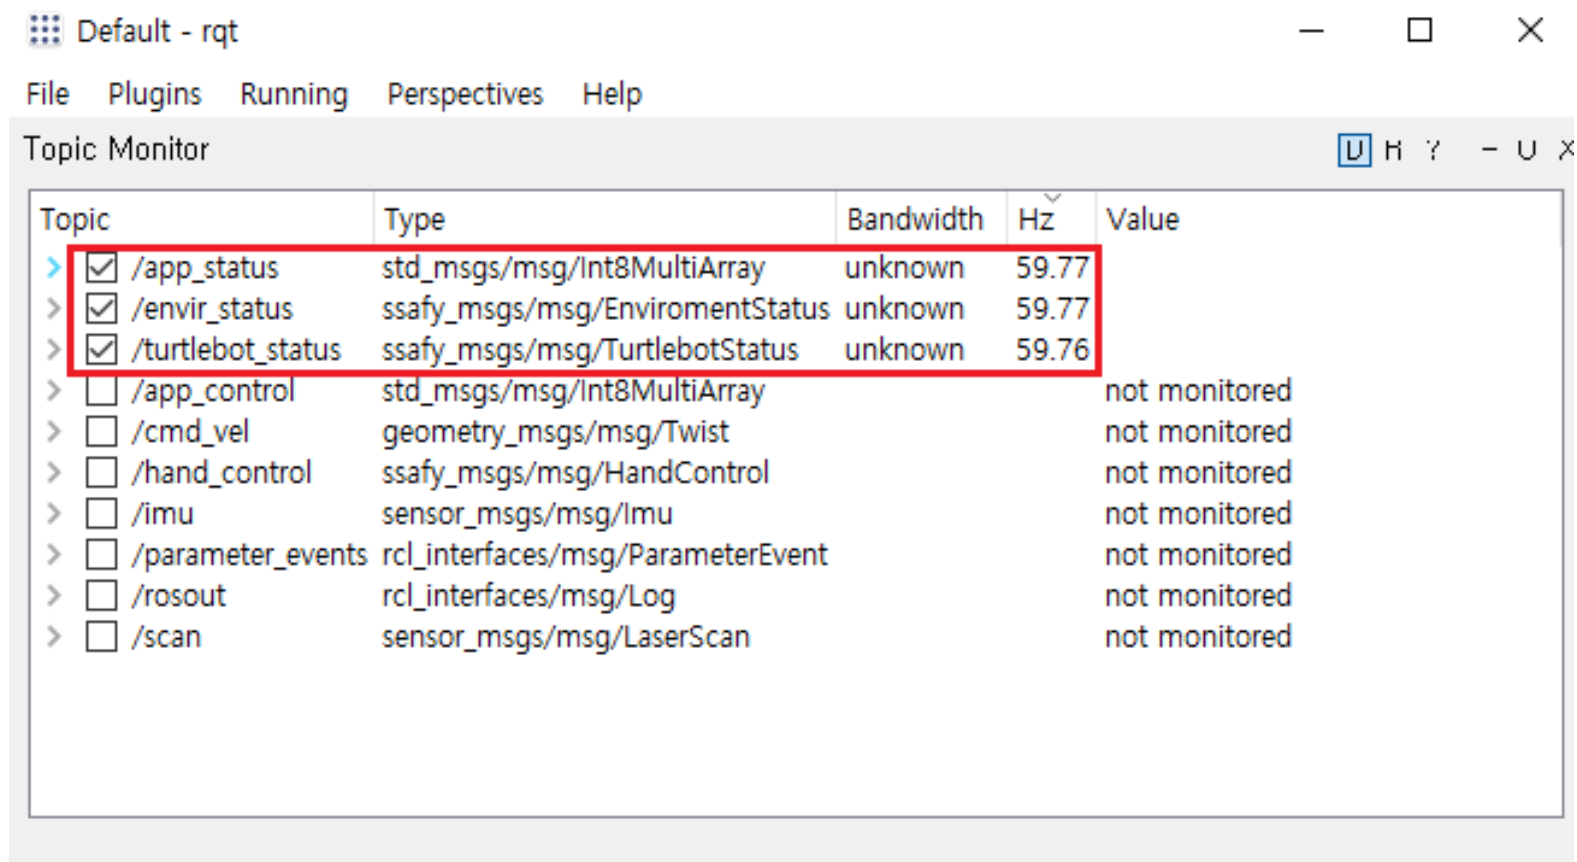 Default - rqt
File Plugins Running Perspectives Help
Topic Monitor
Topic Type Bandwidth Hz Value
/app_status std_msgs/msg/Int8MultiArray unknown 59.77
/envir_status ssafy_msgs/msg/EnviromentStatus unknown 59.77
/turtlebot_status ssafy_msgs/msg/TurtlebotStatus unknown 59.76
/app_control std_msgs/msg/Int8MultiArray not monitored
/cmd_vel geometry_msgs/msg/Twist not monitored
/hand_control ssafy_msgs/msg/HandControl not monitored
/imu sensor_msgs/msg/Imu not monitored
/parameter_events rcl_interfaces/msg/ParameterEvent not monitored
/rosout rcl_interfaces/msg/Log not monitored
/scan sensor_msgs/msg/LaserScan not monitored